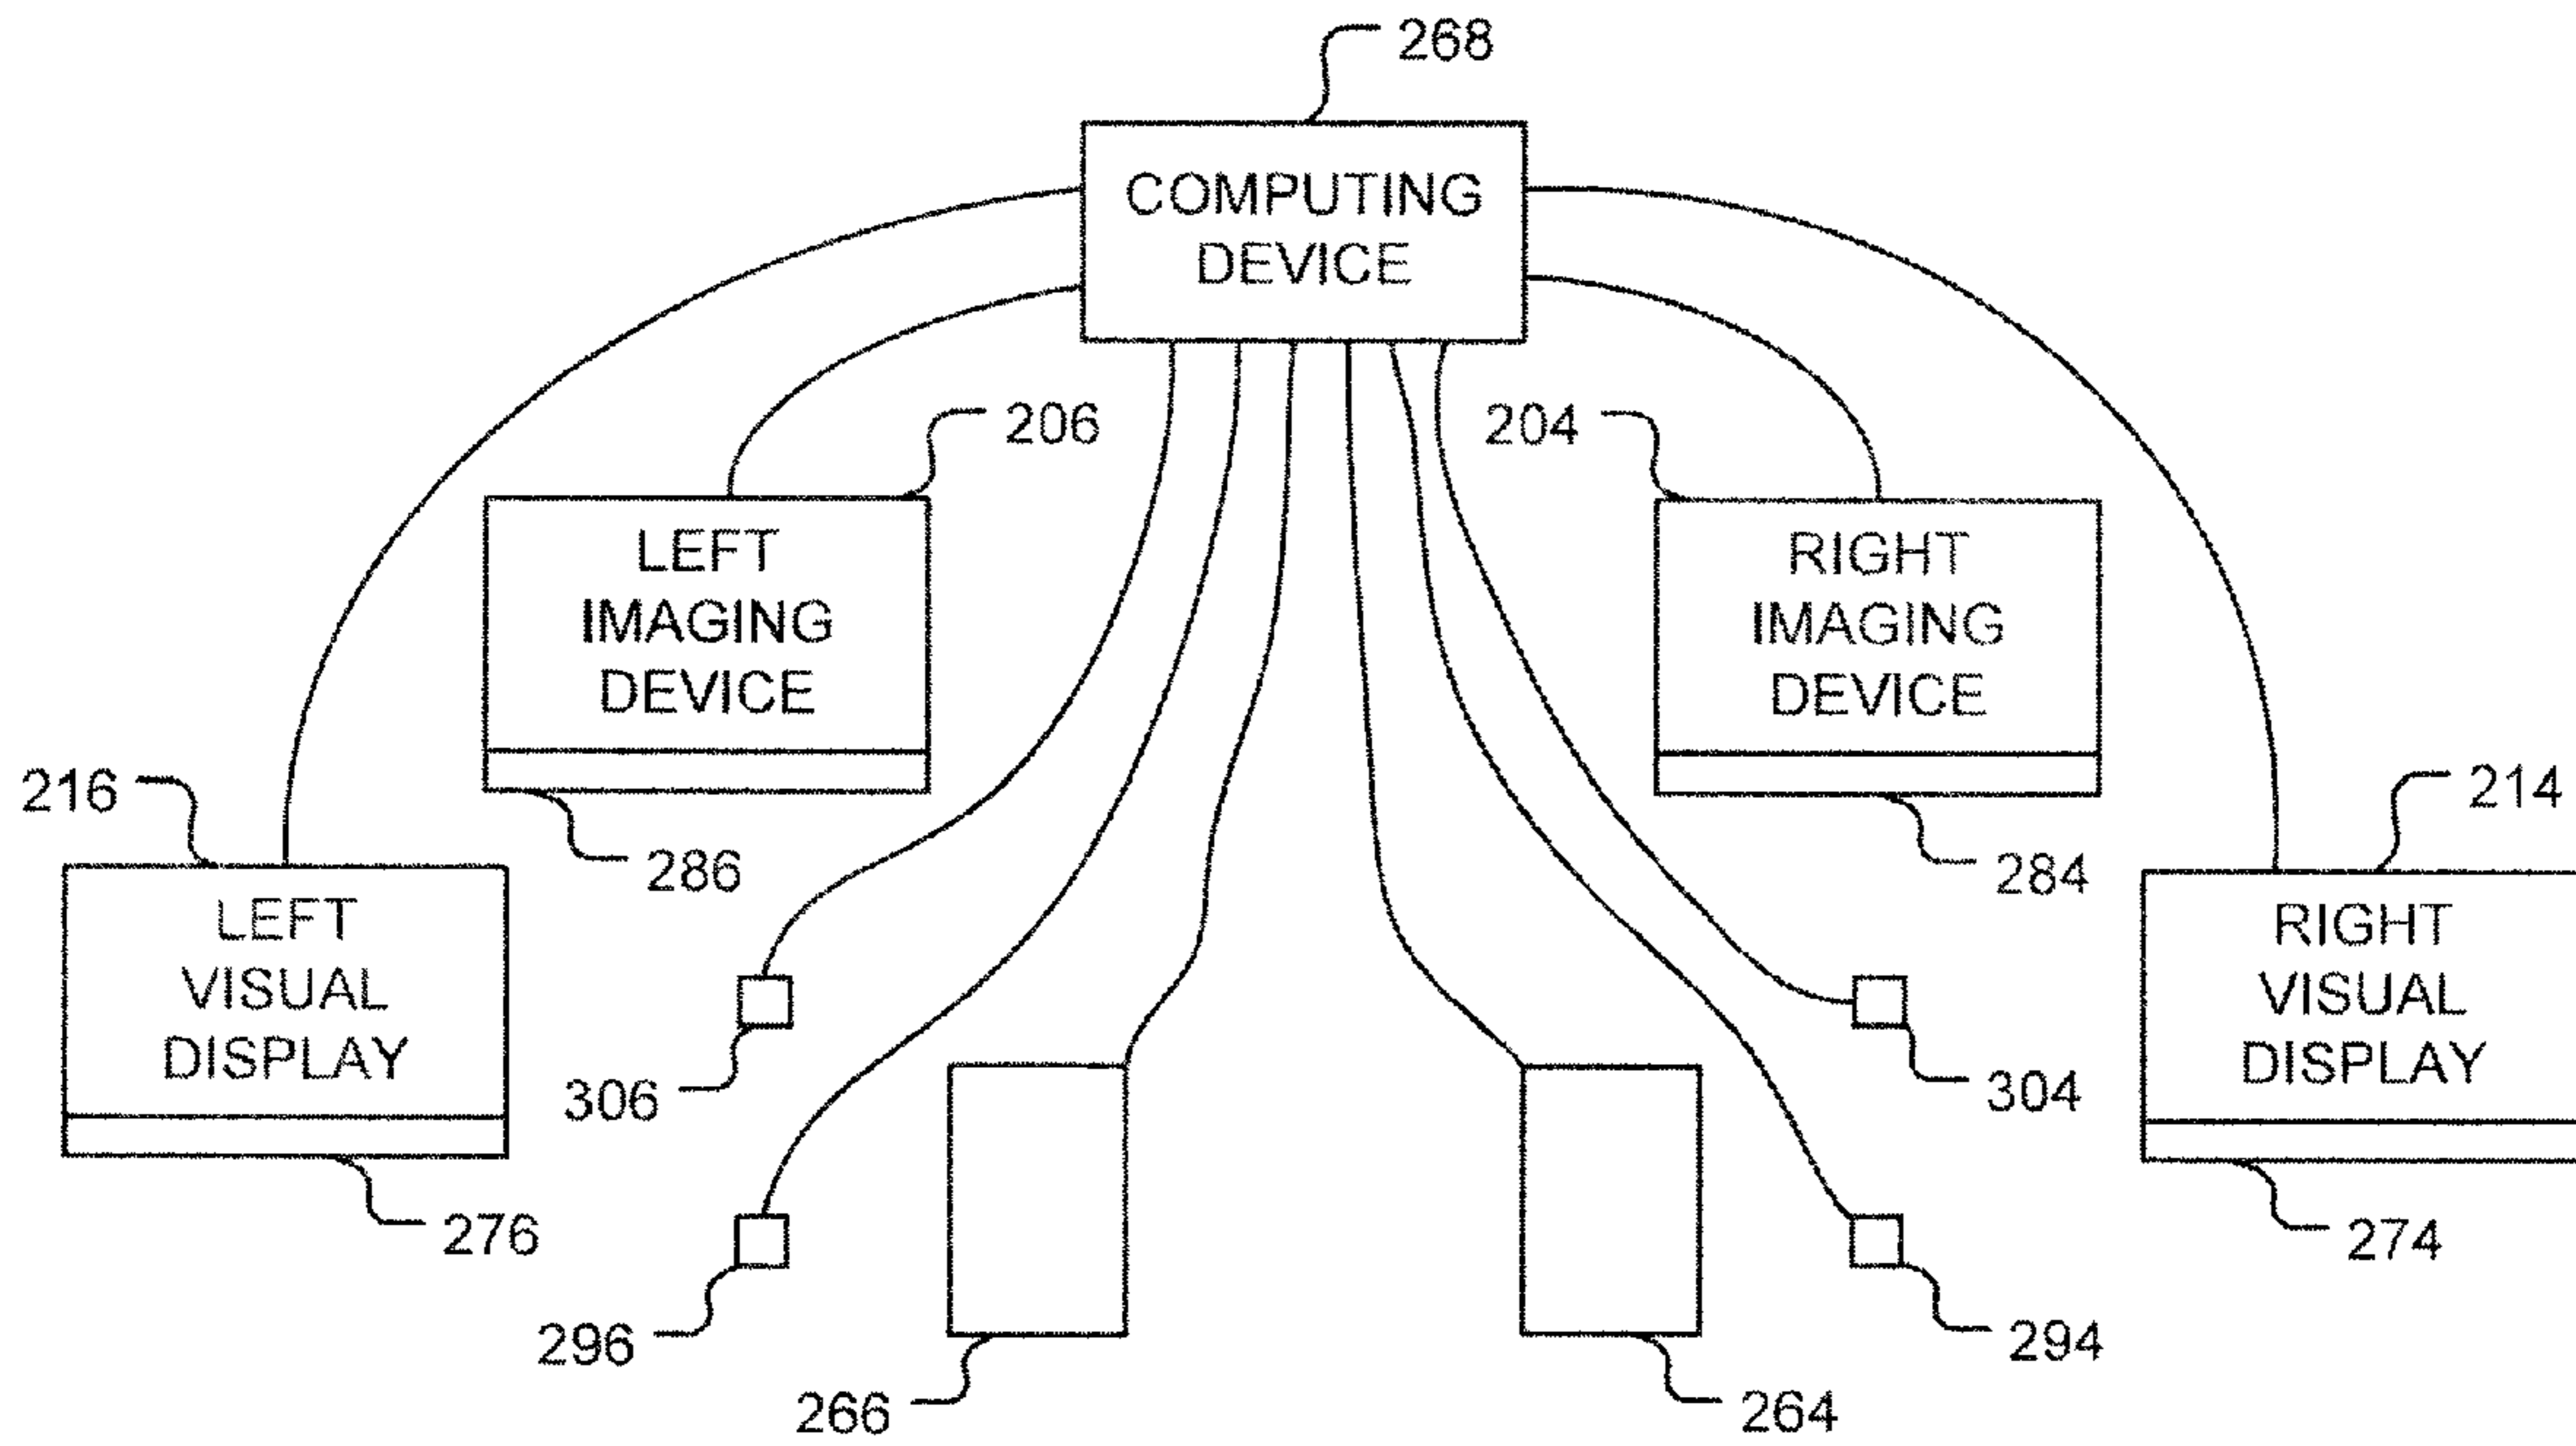 268
COMPUTING
DEVICE
206
204
LEFT
IMAGING
DEVICE
RIGHT
IMAGING
DEVICE
216
286
284
214
LEFT
VISUAL
DISPLAY
RIGHT
VISUAL
DISPLAY
306
304
276
274
296
294
266
264